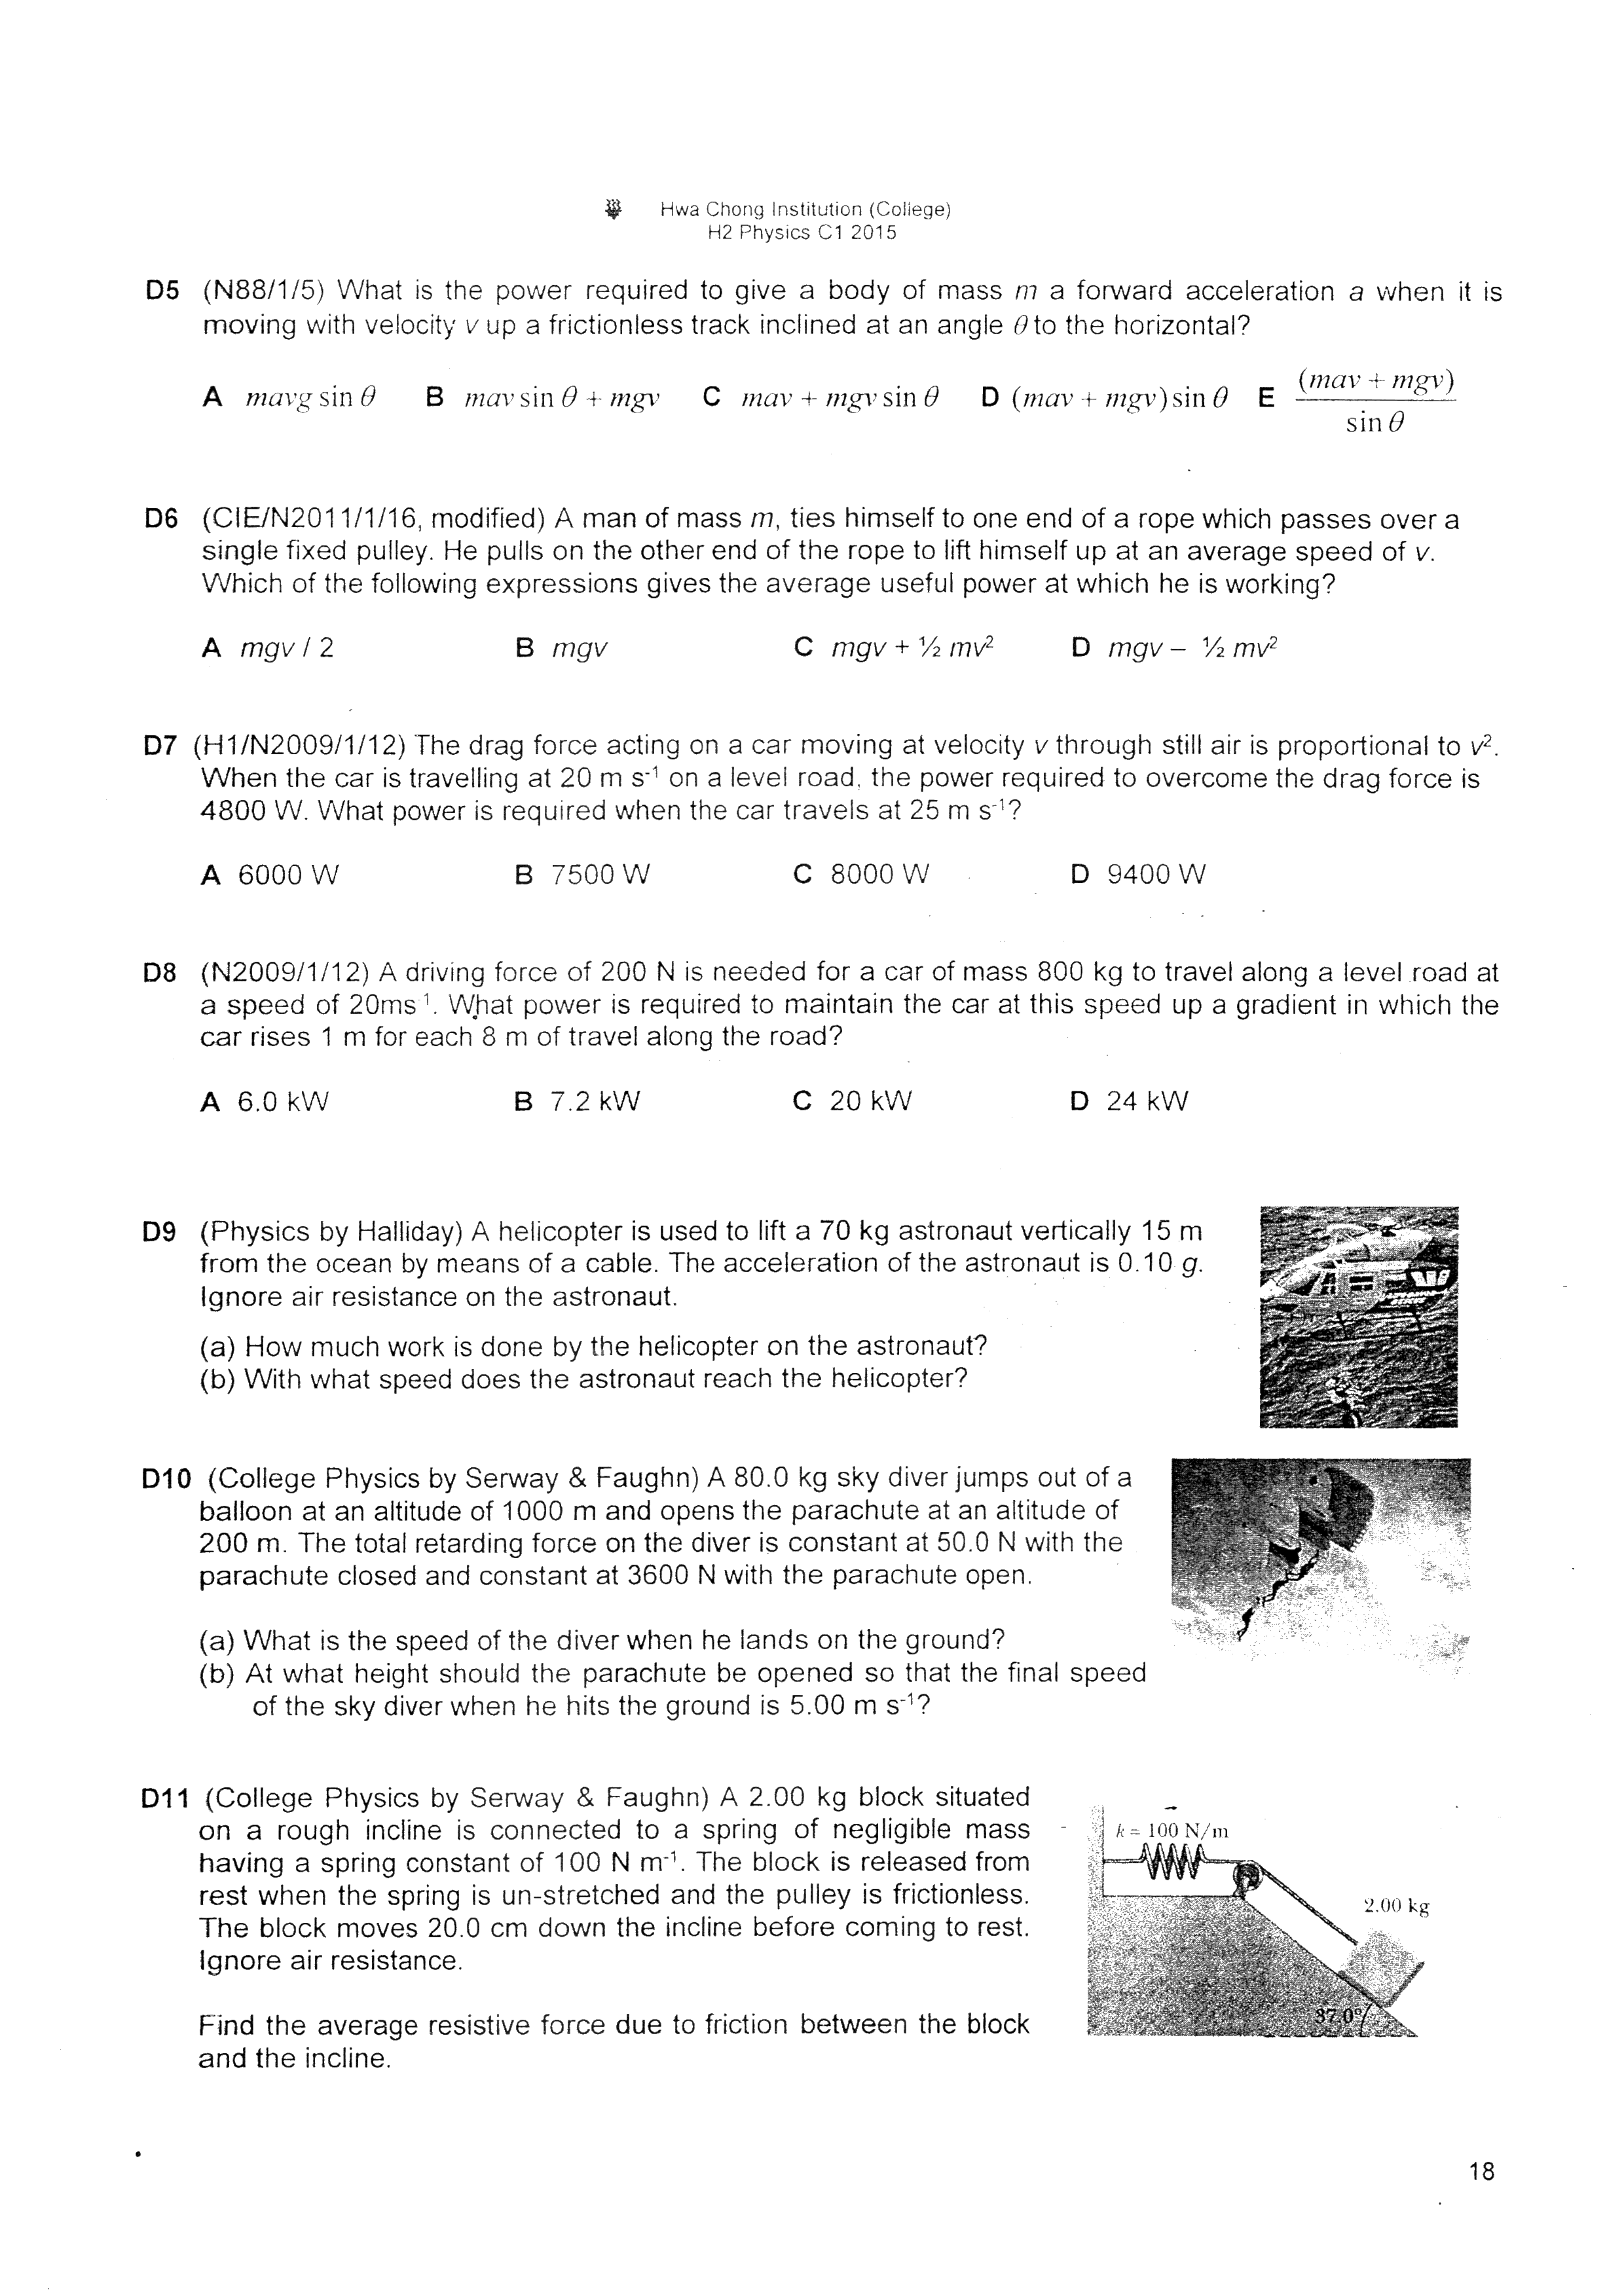 Hwa Chong Institution (College)
H2 Physics C1 2015
D5 (N88/1/5) What is the power required to give a body of mass m a forward acceleration a when it is
moving with velocity v up a frictionless track inclined at an angle θ to the horizontal?
A mavg sin θ B mav sin θ + mgv C mav + mgv sin θ D (mav + mgv) sin θ E (mav + mgv)
sin θ
D6 (CIE/N2011/1/16, modified) A man of mass m, ties himself to one end of a rope which passes over a
single fixed pulley. He pulls on the other end of the rope to lift himself up at an average speed of v.
Which of the following expressions gives the average useful power at which he is working?
A mgv / 2 B mgv C mgv + ½ mv² D mgv – ½ mv²
D7 (H1/N2009/1/12) The drag force acting on a car moving at velocity v through still air is proportional to v².
When the car is travelling at 20 m s⁻¹ on a level road, the power required to overcome the drag force is
4800 W. What power is required when the car travels at 25 m s⁻¹?
A 6000 W B 7500 W C 8000 W D 9400 W
D8 (N2009/1/12) A driving force of 200 N is needed for a car of mass 800 kg to travel along a level road at
a speed of 20ms⁻¹. What power is required to maintain the car at this speed up a gradient in which the
car rises 1 m for each 8 m of travel along the road?
A 6.0 kW B 7.2 kW C 20 kW D 24 kW
D9 (Physics by Halliday) A helicopter is used to lift a 70 kg astronaut vertically 15 m
from the ocean by means of a cable. The acceleration of the astronaut is 0.10 g.
Ignore air resistance on the astronaut.
(a) How much work is done by the helicopter on the astronaut?
(b) With what speed does the astronaut reach the helicopter?
D10 (College Physics by Serway & Faughn) A 80.0 kg sky diver jumps out of a
balloon at an altitude of 1000 m and opens the parachute at an altitude of
200 m. The total retarding force on the diver is constant at 50.0 N with the
parachute closed and constant at 3600 N with the parachute open.
(a) What is the speed of the diver when he lands on the ground?
(b) At what height should the parachute be opened so that the final speed
of the sky diver when he hits the ground is 5.00 m s⁻¹?
D11 (College Physics by Serway & Faughn) A 2.00 kg block situated
on a rough incline is connected to a spring of negligible mass
having a spring constant of 100 N m⁻¹. The block is released from
rest when the spring is un-stretched and the pulley is frictionless.
The block moves 20.0 cm down the incline before coming to rest.
Ignore air resistance.
Find the average resistive force due to friction between the block
and the incline.
k = 100 N/m
2.00 kg
37.0°
18